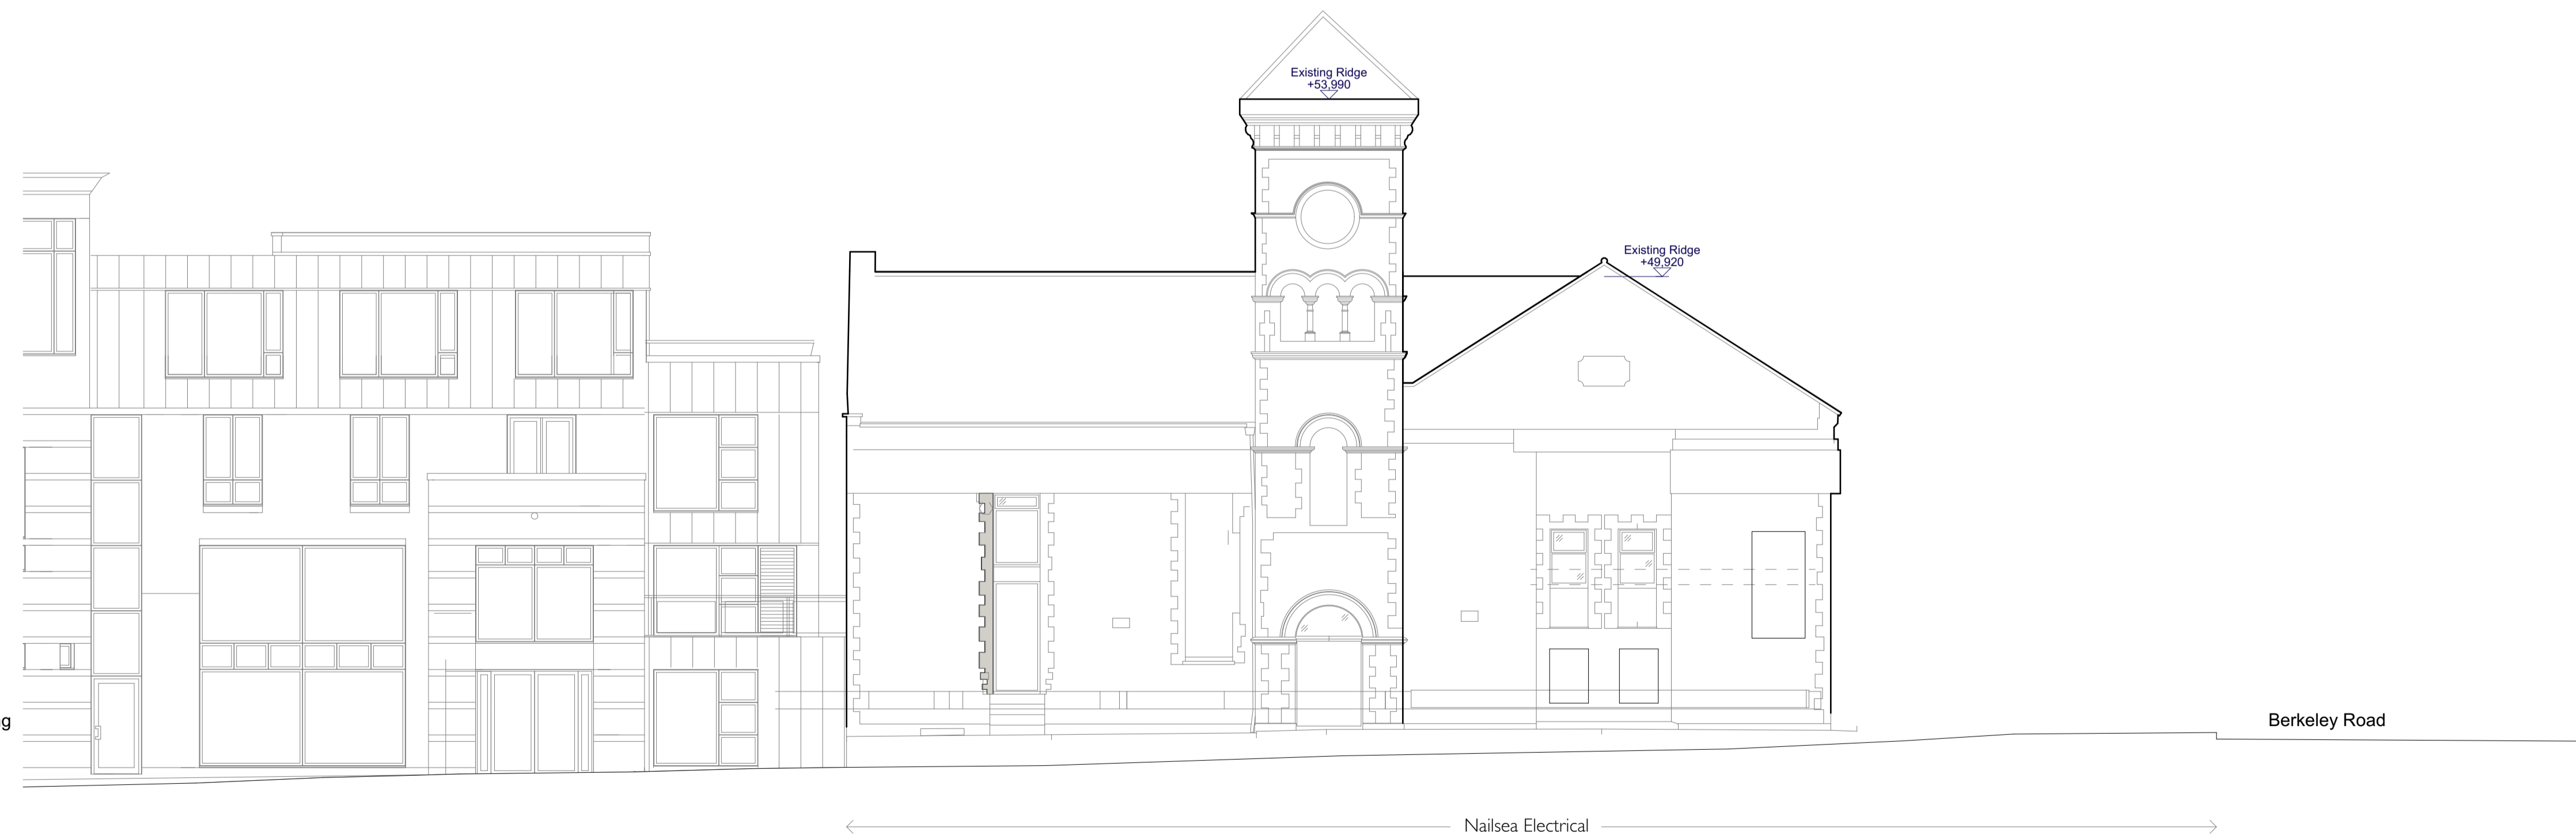 Existing Ridge
+53,990
Existing Ridge
+49,920
g
Berkeley Road
Nailsea Electrical